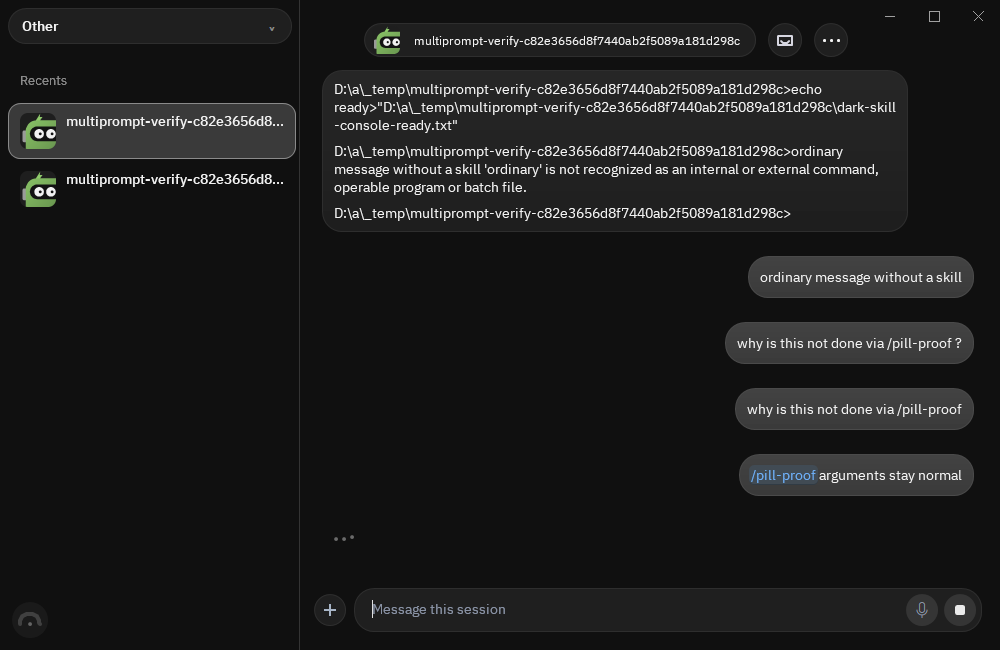 Other
Recents
multiprompt-verify-c82e3656d8...
multiprompt-verify-c82e3656d8...
multiprompt-verify-c82e3656d8f7440ab2f5089a181d298c
D:\a\_temp\multiprompt-verify-c82e3656d8f7440ab2f5089a181d298c>echo
ready>"D:\a\_temp\multiprompt-verify-c82e3656d8f7440ab2f5089a181d298c\dark-skill
-console-ready.txt"
D:\a\_temp\multiprompt-verify-c82e3656d8f7440ab2f5089a181d298c>ordinary
message without a skill 'ordinary' is not recognized as an internal or external command,
operable program or batch file.
D:\a\_temp\multiprompt-verify-c82e3656d8f7440ab2f5089a181d298c>
ordinary message without a skill
why is this not done via /pill-proof ?
why is this not done via /pill-proof
/pill-proof arguments stay normal
Message this session